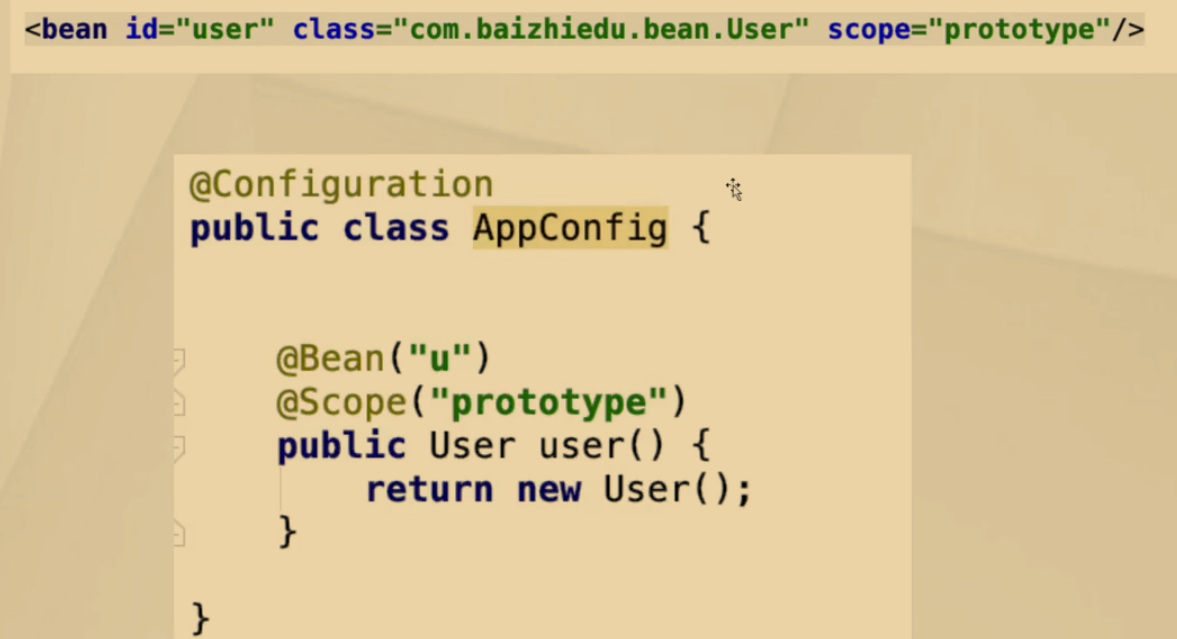 <bean id="user" class="com.baizhiedu.bean.User" scope="prototype"/>
@Configuration
public class AppConfig {
@Bean("u")
@Scope("prototype")
public User user() {
return new User();
}
}